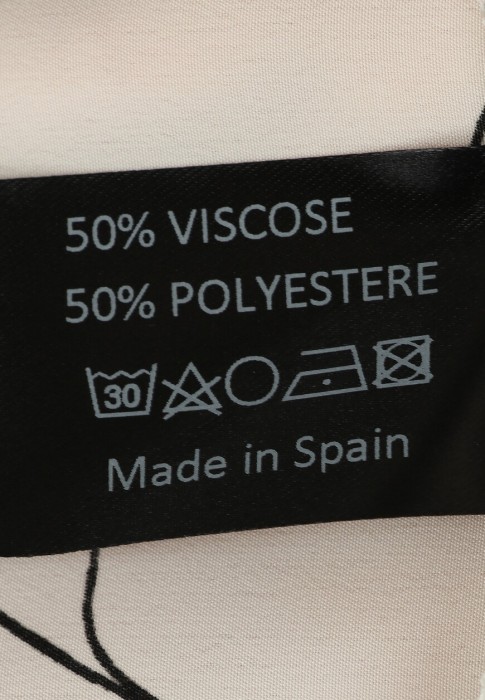 50% VISCOSE
50% POLYESTERE
30
Made in Spain